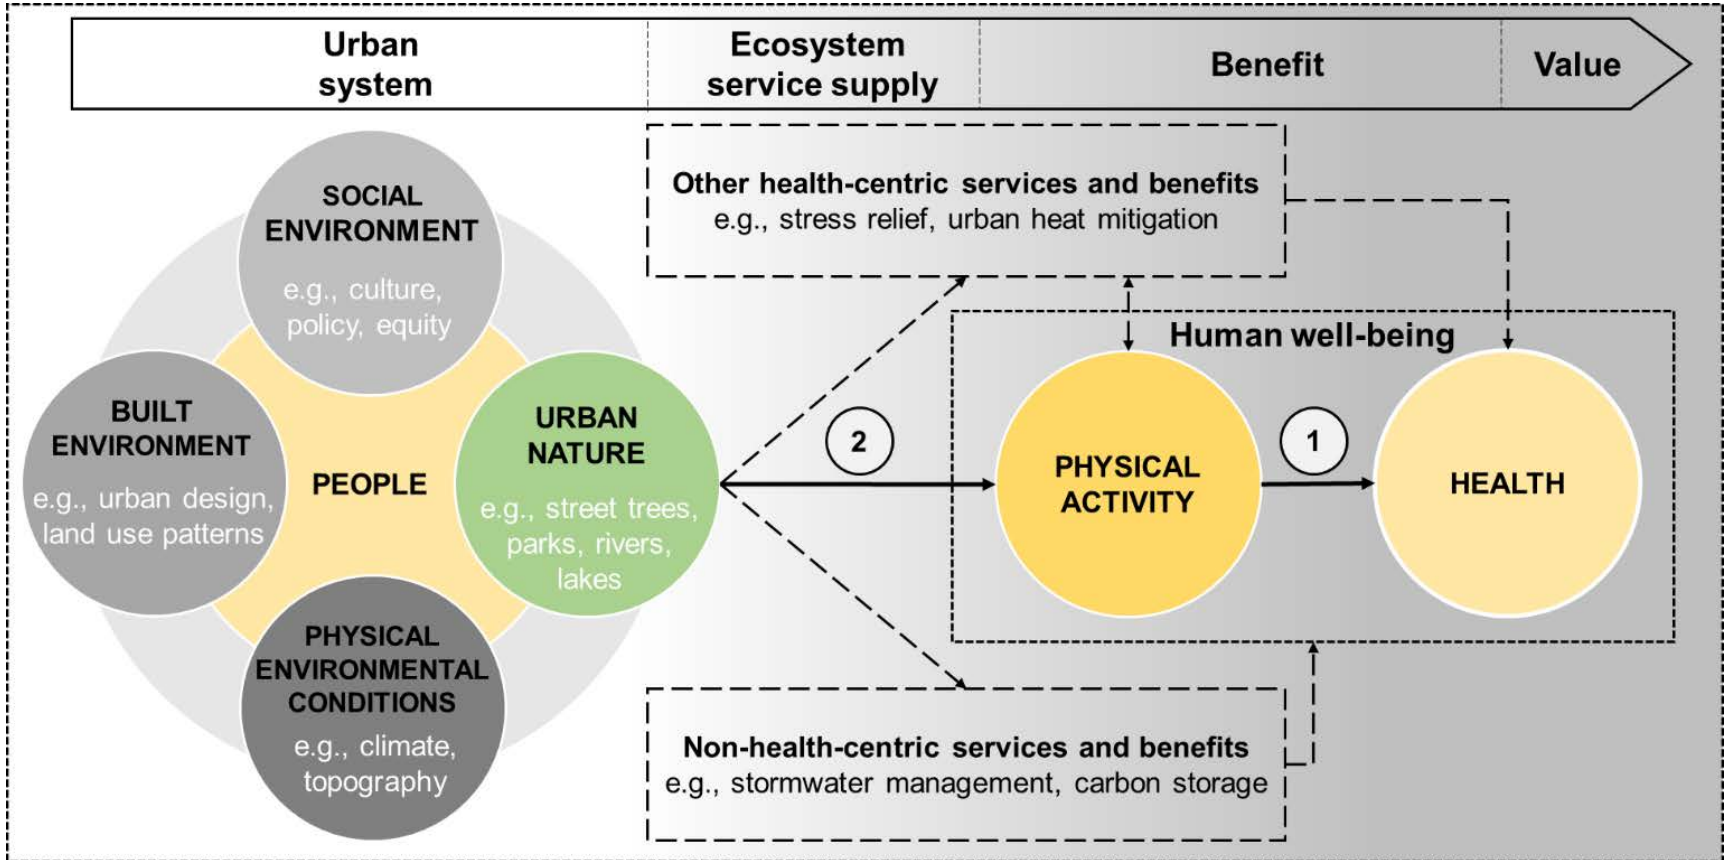 Urban
system
Ecosystem
service supply
Benefit
Value
SOCIAL
ENVIRONMENT
e.g., culture,
policy, equity
BUILT
ENVIRONMENT
e.g., urban design,
land use patterns
PEOPLE
URBAN
NATURE
e.g., street trees,
parks, rivers,
lakes
PHYSICAL
ENVIRONMENTAL
CONDITIONS
e.g., climate,
topography
Other health-centric services and benefits
e.g., stress relief, urban heat mitigation
Human well-being
2
PHYSICAL
ACTIVITY
1
HEALTH
Non-health-centric services and benefits
e.g., stormwater management, carbon storage